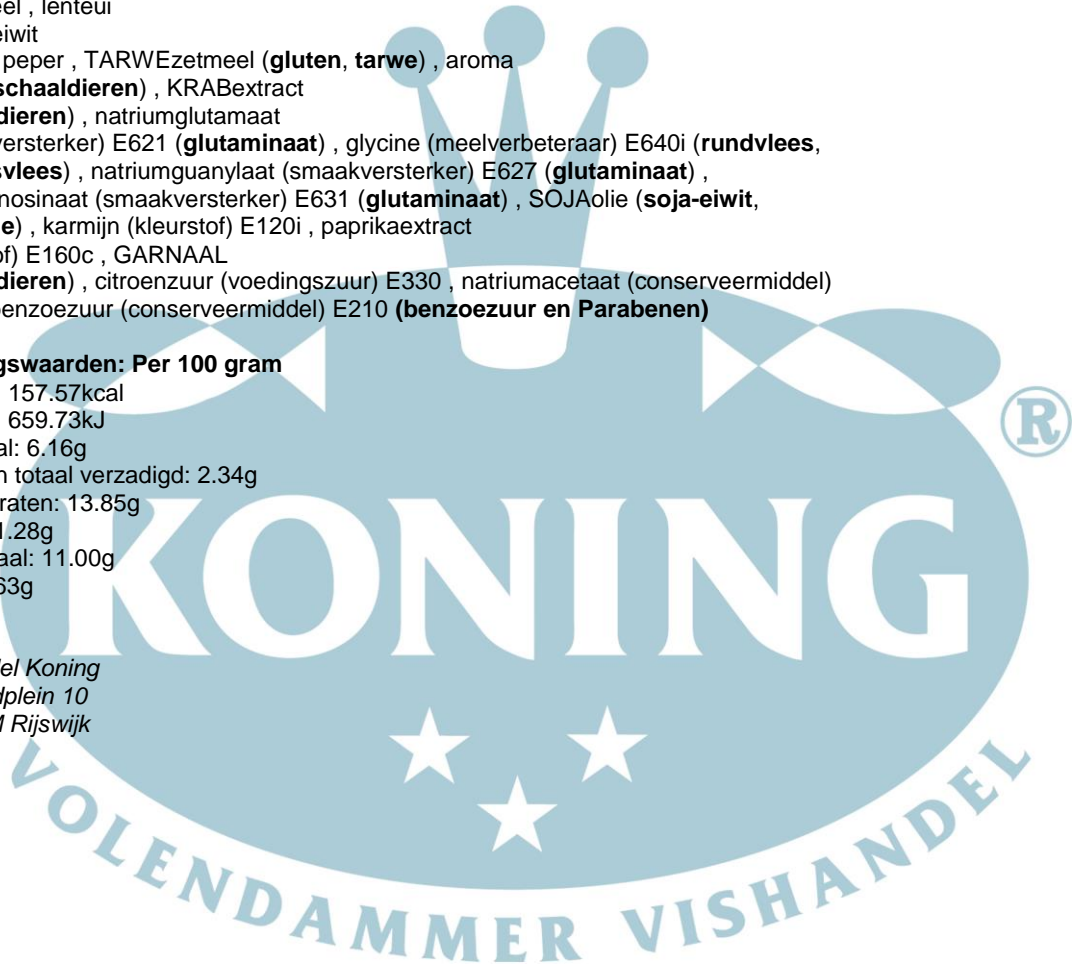 eel , lenteui
eiwit
peper , TARWEzetmeel (gluten, tarwe) , aroma
schaaldieren) , KRABextract
dieren) , natriumglutamaat
versterker) E621 (glutaminaat) , glycine (meelverbeteraar) E640i (rundvlees,
svlees) , natriumguanylaat (smaakversterker) E627 (glutaminaat) ,
nosinaat (smaakversterker) E631 (glutaminaat) , SOJAolie (soja-eiwit,
e) , karmijn (kleurstof) E120i , paprikaextract
of) E160c , GARNAAL
dieren) , citroenzuur (voedingszuur) E330 , natriumacetaat (conserveermiddel)
benzoezuur (conserveermiddel) E210 (benzoezuur en Parabenen)
gswaarden: Per 100 gram
157.57kcal
659.73kJ
al: 6.16g
n totaal verzadigd: 2.34g
raten: 13.85g
1.28g
aal: 11.00g
63g
del Koning
dplein 10
M Rijswijk
KONING
®
VOLENDAMMER VISHANDEL